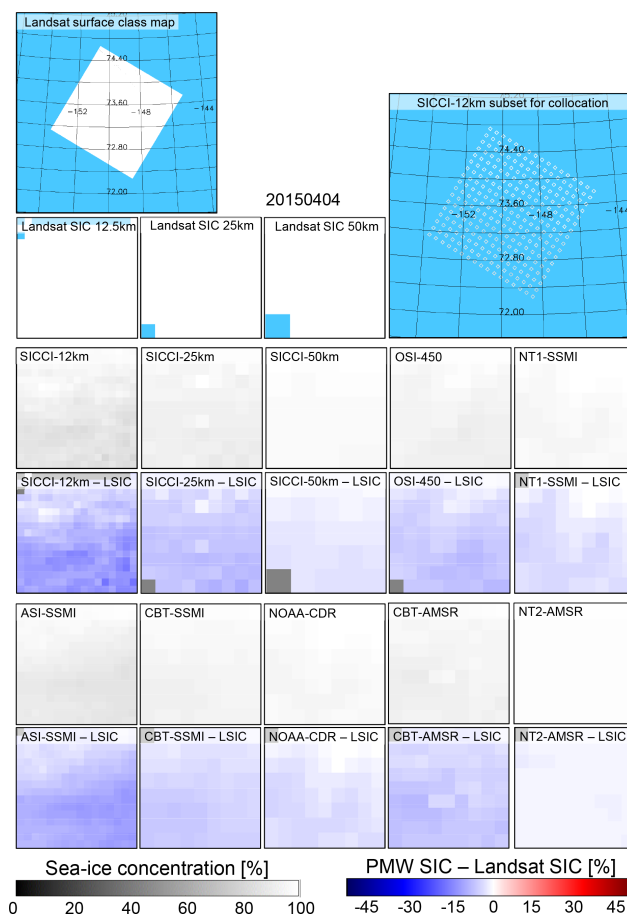 Landsat surface class map
74.40
−152
73.60
−148
−144
72.80
72.00
SICCI-12km subset for collocation
74.40
−152
73.60
−148
−144
72.80
72.00
20150404
Landsat SIC 12.5km
Landsat SIC 25km
Landsat SIC 50km
SICCI-12km
SICCI-25km
SICCI-50km
OSI-450
NT1-SSMI
SICCI-12km – LSIC
SICCI-25km – LSIC
SICCI-50km – LSIC
OSI-450 – LSIC
NT1-SSMI – LSIC
ASI-SSMI
CBT-SSMI
NOAA-CDR
CBT-AMSR
NT2-AMSR
ASI-SSMI – LSIC
CBT-SSMI – LSIC
NOAA-CDR – LSIC
CBT-AMSR – LSIC
NT2-AMSR – LSIC
Sea-ice concentration [%]
0 20 40 60 80 100
PMW SIC – Landsat SIC [%]
-45 -30 -15 0 15 30 45